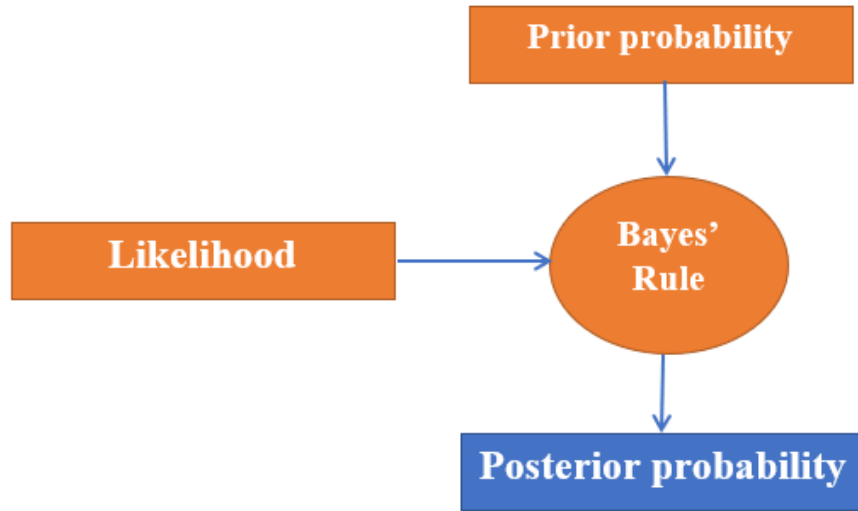 Prior probability
Likelihood
Bayes’
Rule
Posterior probability